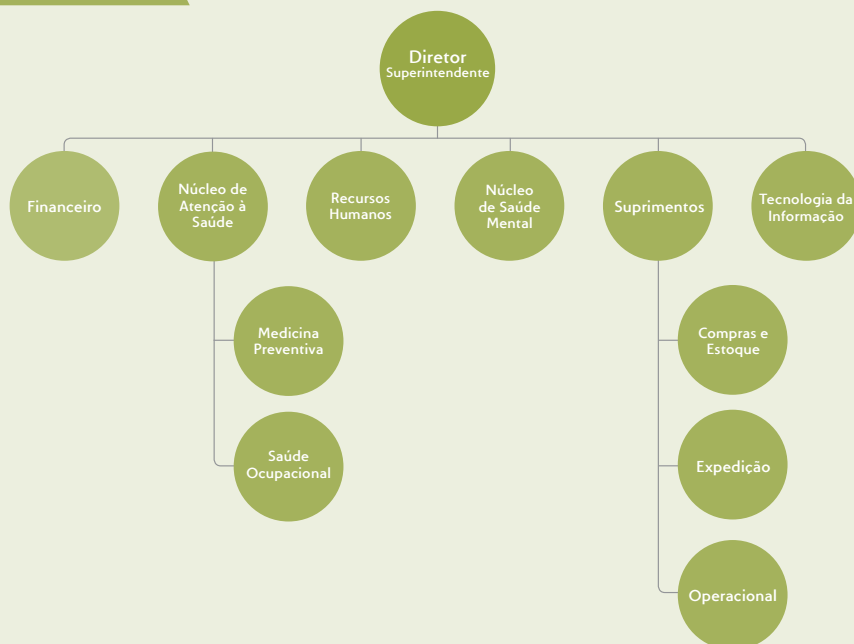 Diretor
Superintendente
Financeiro
Núcleo de
Atenção à
Saúde
Recursos
Humanos
Núcleo
de Saúde
Mental
Suprimentos
Tecnologia da
Informação
Medicina
Preventiva
Saúde
Ocupacional
Compras e
Estoque
Expedição
Operacional